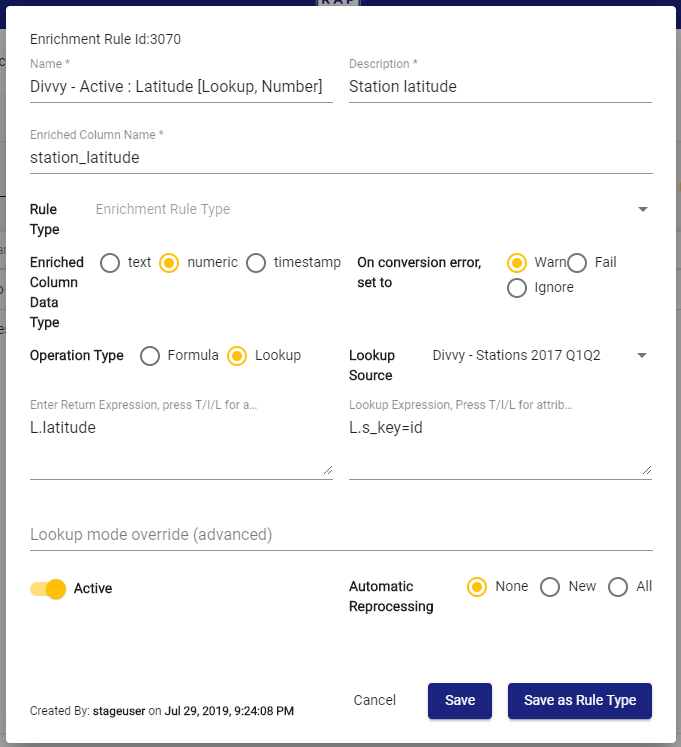 RAP
Enrichment Rule Id:3070
Name *
Description *
Divvy - Active : Latitude [Lookup, Number]
Station latitude
Enriched Column Name *
station_latitude
Rule Type
Enrichment Rule Type
Enriched Column Data Type
text
numeric
timestamp
On conversion error, set to
Warn
Fail
Ignore
Operation Type
Formula
Lookup
Lookup Source
Divvy - Stations 2017 Q1Q2
Enter Return Expression, press T/I/L for a...
Lookup Expression, Press T/I/L for attrib...
L.latitude
L.s_key=id
Lookup mode override (advanced)
Active
Automatic Reprocessing
None
New
All
Created By: stageuser on Jul 29, 2019, 9:24:08 PM
Cancel
Save
Save as Rule Type